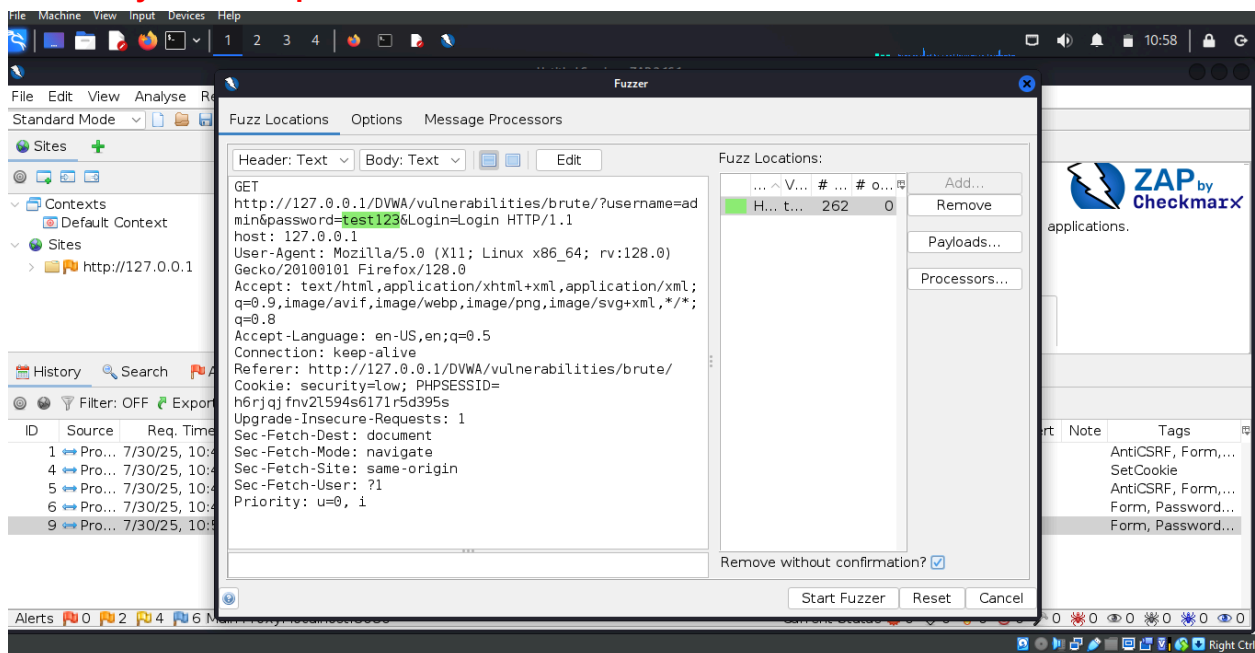 File Machine View Input Devices Help
1 2 3 4 10:58
Fuzzer
File Edit View Analyse
Standard Mode
Fuzz Locations Options Message Processors
Sites
Header: Text Body: Text Edit
Fuzz Locations:
... V... # ... # o...
Add...
H... t... 262 0
Remove
Payloads...
Processors...
GET
http://127.0.0.1/DVWA/vulnerabilities/brute/?username=ad
min&password=test123&Login=Login HTTP/1.1
host: 127.0.0.1
User-Agent: Mozilla/5.0 (X11; Linux x86_64; rv:128.0)
Gecko/20100101 Firefox/128.0
Accept: text/html,application/xhtml+xml,application/xml;
q=0.9,image/avif,image/webp,image/png,image/svg+xml,*/*;
q=0.8
Accept-Language: en-US,en;q=0.5
Connection: keep-alive
Referer: http://127.0.0.1/DVWA/vulnerabilities/brute/
Cookie: security=low; PHPSESSID=
h6rjqjfnv2l594s6171r5d395s
Upgrade-Insecure-Requests: 1
Sec-Fetch-Dest: document
Sec-Fetch-Mode: navigate
Sec-Fetch-Site: same-origin
Sec-Fetch-User: ?1
Priority: u=0, i
Contexts
Default Context
Sites
http://127.0.0.1
ZAP by
Checkmarx
applications.
History Search
Filter: OFF Export
ID Source Req. Time
Note Tags
1 Pro... 7/30/25, 10:4 AntiCSRF, Form,...
4 Pro... 7/30/25, 10:4 SetCookie
5 Pro... 7/30/25, 10:4 AntiCSRF, Form,...
6 Pro... 7/30/25, 10:4 Form, Password...
9 Pro... 7/30/25, 10:5 Form, Password...
Remove without confirmation?
Start Fuzzer Reset Cancel
Alerts 0 2 4 6
0 0 0 0 0
Right Ctrl